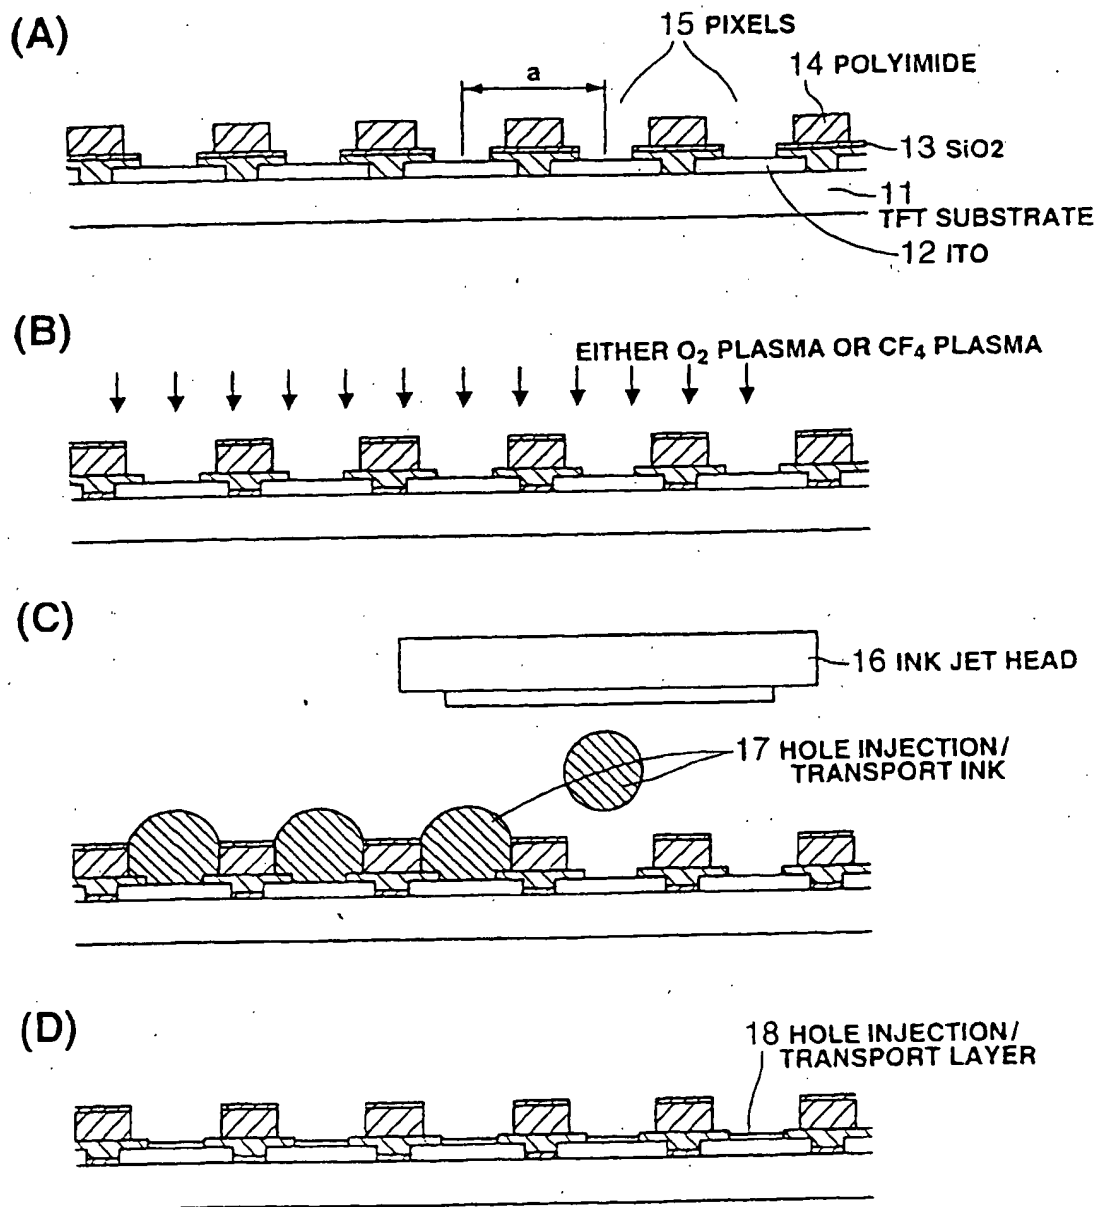 (A)
15 PIXELS
a
14 POLYIMIDE
13 SiO2
11
TFT SUBSTRATE
12 ITO
(B)
EITHER O2 PLASMA OR CF4 PLASMA
(C)
16 INK JET HEAD
17 HOLE INJECTION/
TRANSPORT INK
(D)
18 HOLE INJECTION/
TRANSPORT LAYER